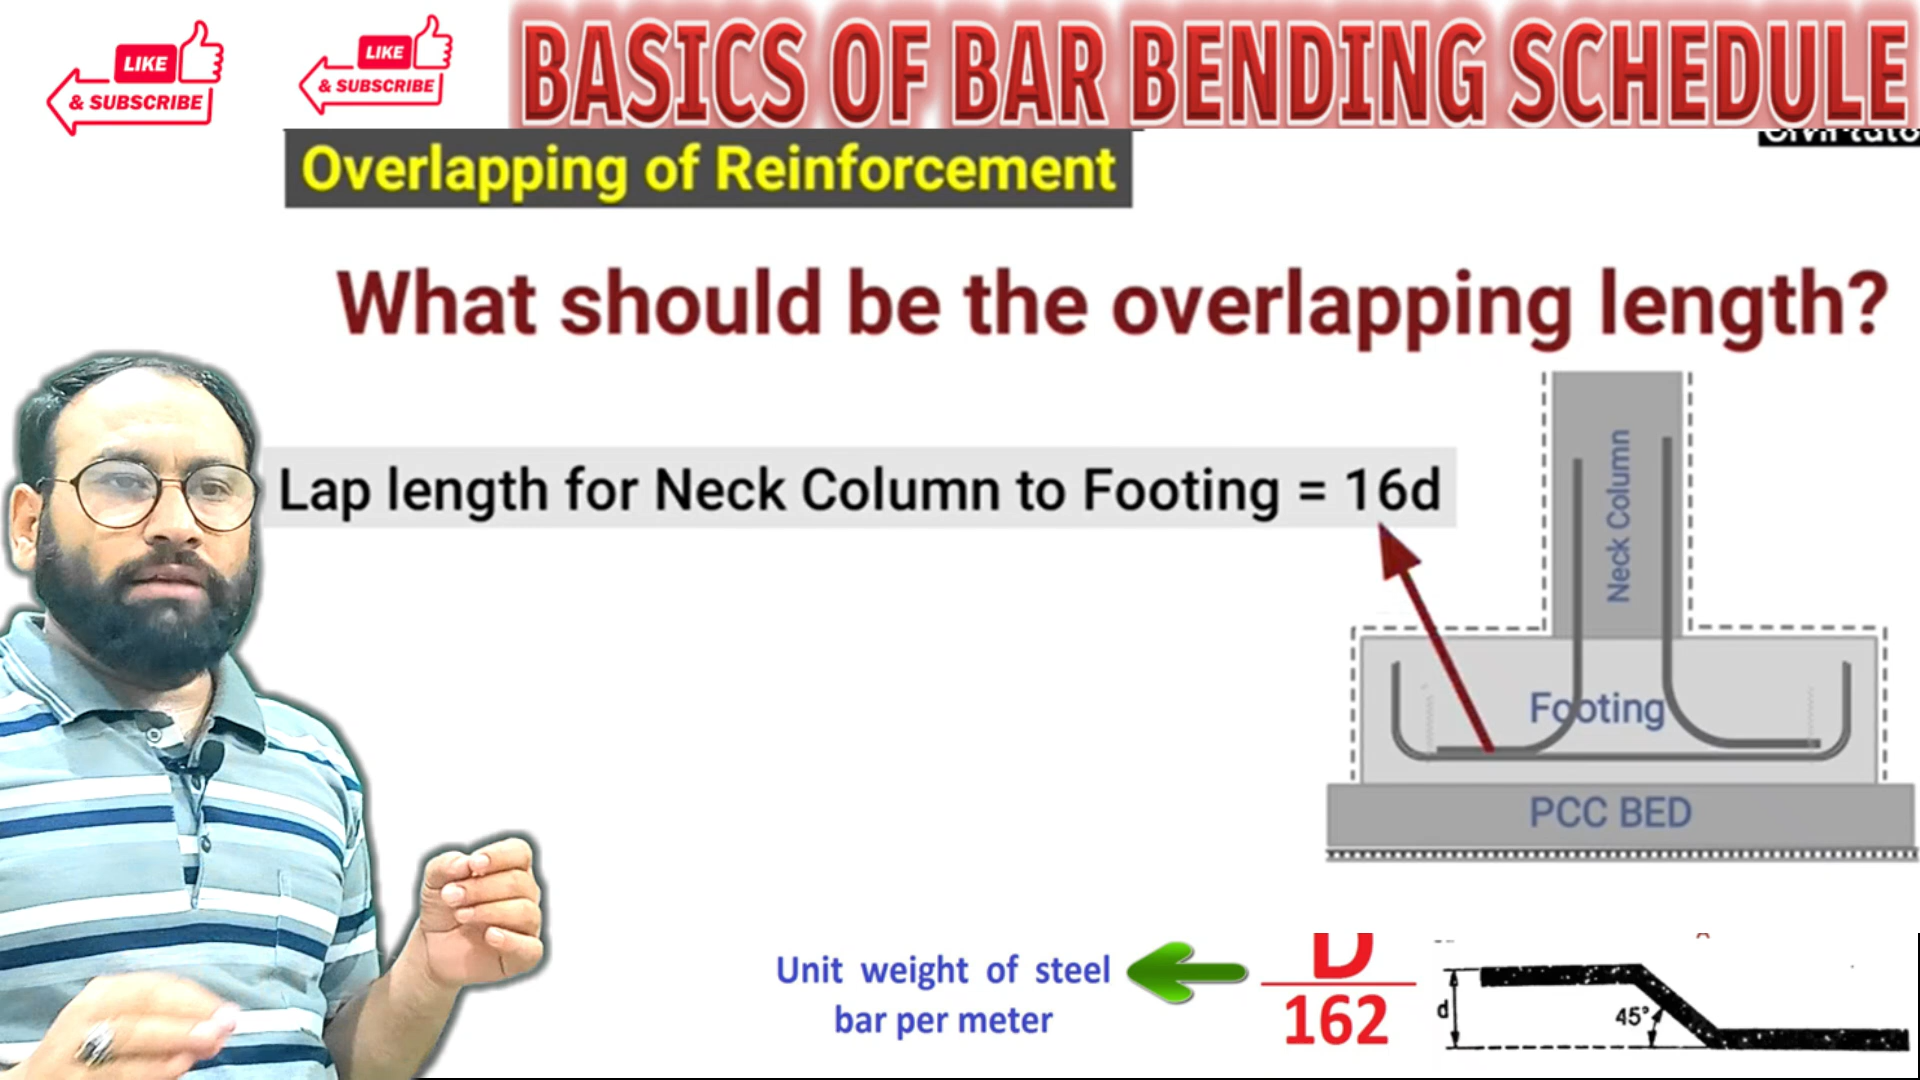 LIKE
& SUBSCRIBE
LIKE
& SUBSCRIBE
BASICS OF BAR BENDING SCHEDULE
Overlapping of Reinforcement
What should be the overlapping length?
Lap length for Neck Column to Footing = 16d
Neck Column
Footing
PCC BED
Unit weight of steel
bar per meter
D
162
d
45°